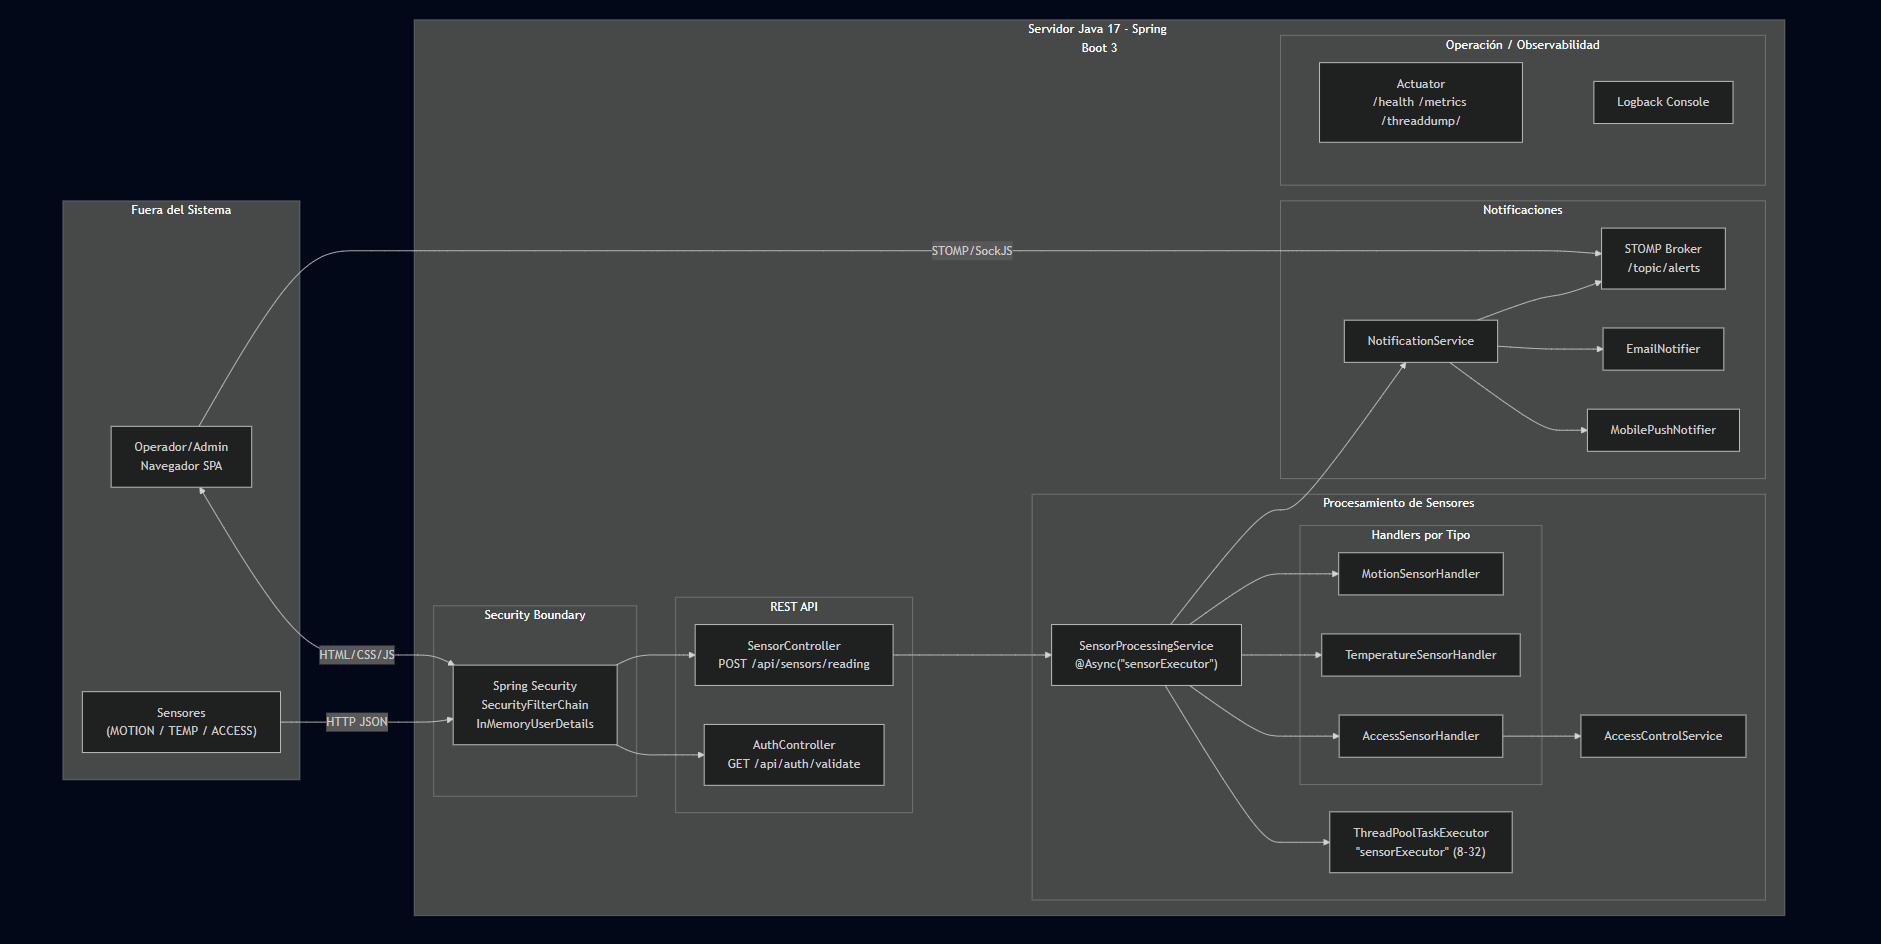 Servidor Java 17 - Spring
Boot 3
Operación / Observabilidad
Actuator
/health /metrics
/threaddump/
Logback Console
Fuera del Sistema
Operador/Admin
Navegador SPA
Sensores
(MOTION / TEMP / ACCESS)
STOMP/SockJS
HTML/CSS/JS
HTTP JSON
Notificaciones
STOMP Broker
/topic/alerts
NotificationService
EmailNotifier
MobilePushNotifier
Security Boundary
Spring Security
SecurityFilterChain
InMemoryUserDetails
REST API
SensorController
POST /api/sensors/reading
AuthController
GET /api/auth/validate
Procesamiento de Sensores
SensorProcessingService
@Async("sensorExecutor")
Handlers por Tipo
MotionSensorHandler
TemperatureSensorHandler
AccessSensorHandler
AccessControlService
ThreadPoolTaskExecutor
"sensorExecutor" (8-32)